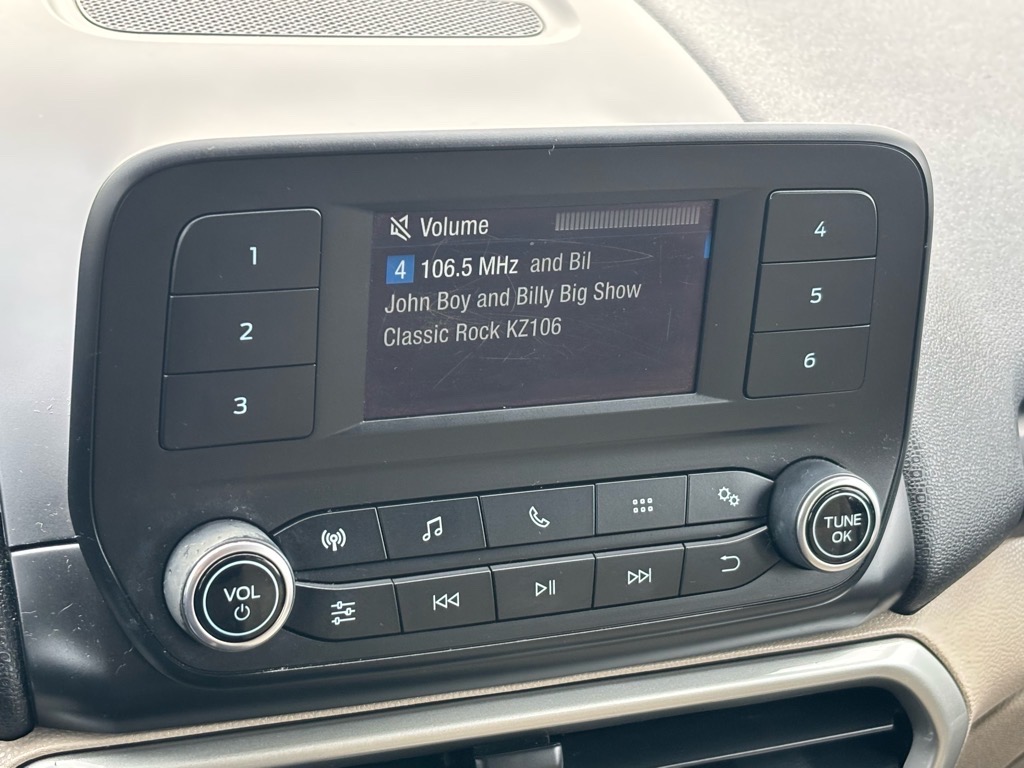 Volume
4 106.5 MHz and Bil
John Boy and Billy Big Show
Classic Rock KZ106
1
2
3
4
5
6
VOL
TUNE
OK